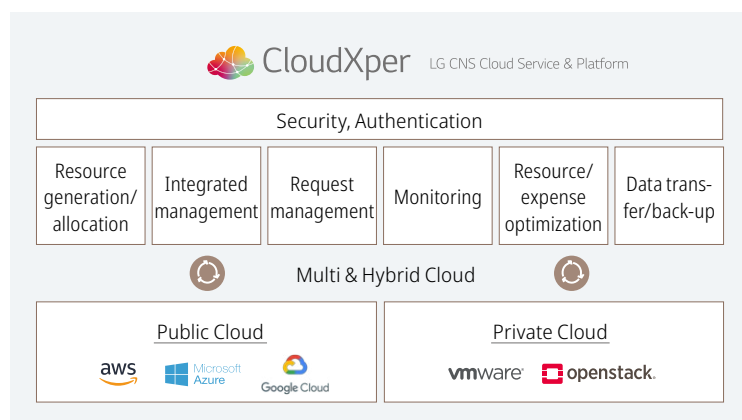 CloudXper LG CNS Cloud Service & Platform
Security, Authentication
Resource
generation/
allocation
Integrated
management
Request
management
Monitoring
Resource/
expense
optimization
Data trans-
fer/back-up
Multi & Hybrid Cloud
Public Cloud
aws
Microsoft
Azure
Google Cloud
Private Cloud
vmware
openstack.